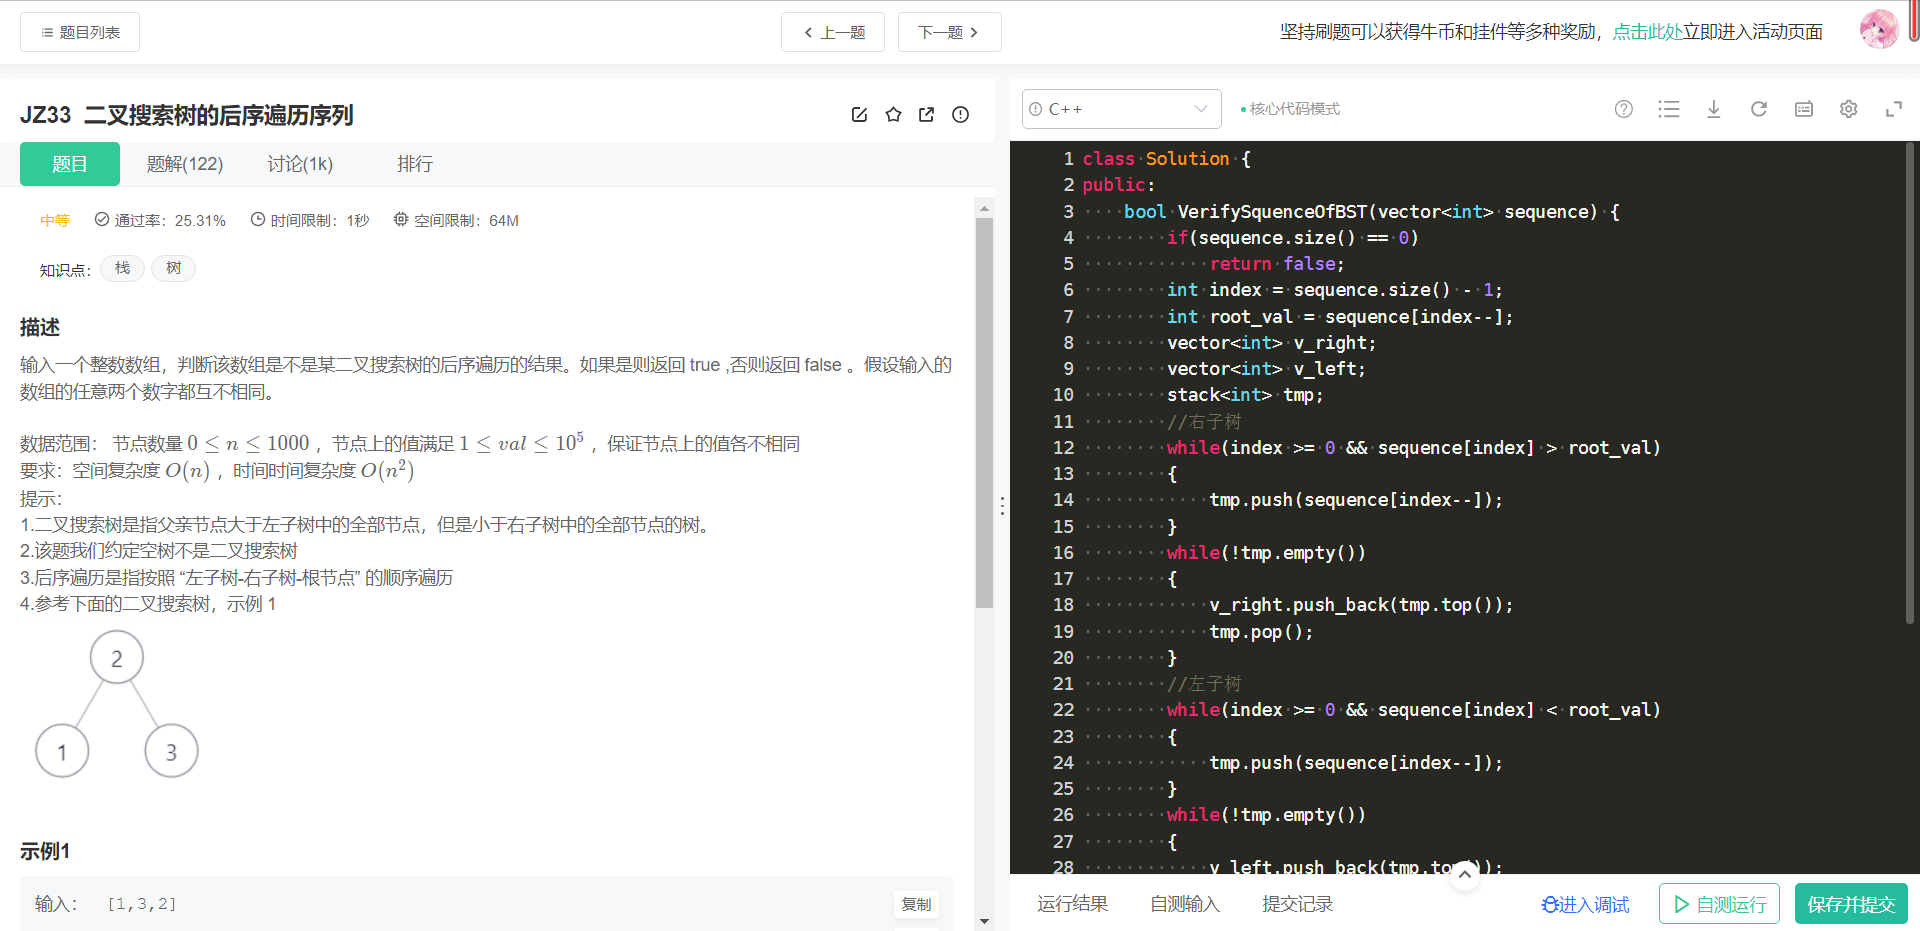 题目列表
上一题
下一题
坚持刷题可以获得牛币和挂件等多种奖励，点击此处立即进入活动页面
JZ33 二叉搜索树的后序遍历序列
题目 题解(122) 讨论(1k) 排行
中等 通过率：25.31% 时间限制：1秒 空间限制：64M
知识点： 栈 树
描述
输入一个整数数组，判断该数组是不是某二叉搜索树的后序遍历的结果。如果是则返回 true ,否则返回 false 。假设输入的
数组的任意两个数字都互不相同。
数据范围： 节点数量 0 ≤ n ≤ 1000 ，节点上的值满足 1 ≤ val ≤ 10⁵ ，保证节点上的值各不相同
要求：空间复杂度 O(n) ，时间时间复杂度 O(n²)
提示：
1.二叉搜索树是指父亲节点大于左子树中的全部节点，但是小于右子树中的全部节点的树。
2.该题我们约定空树不是二叉搜索树
3.后序遍历是指按照 “左子树-右子树-根节点” 的顺序遍历
4.参考下面的二叉搜索树，示例 1
2
1 3
示例1
输入： [1,3,2] 复制
C++ 核心代码模式
1 class Solution {
2 public:
3     bool VerifySquenceOfBST(vector<int> sequence) {
4         if(sequence.size() == 0)
5             return false;
6         int index = sequence.size() - 1;
7         int root_val = sequence[index--];
8         vector<int> v_right;
9         vector<int> v_left;
10         stack<int> tmp;
11         //右子树
12         while(index >= 0 && sequence[index] > root_val)
13         {
14             tmp.push(sequence[index--]);
15         }
16         while(!tmp.empty())
17         {
18             v_right.push_back(tmp.top());
19             tmp.pop();
20         }
21         //左子树
22         while(index >= 0 && sequence[index] < root_val)
23         {
24             tmp.push(sequence[index--]);
25         }
26         while(!tmp.empty())
27         {
28             v_left.push_back(tmp.top());
运行结果 自测输入 提交记录 进入调试 自测运行 保存并提交